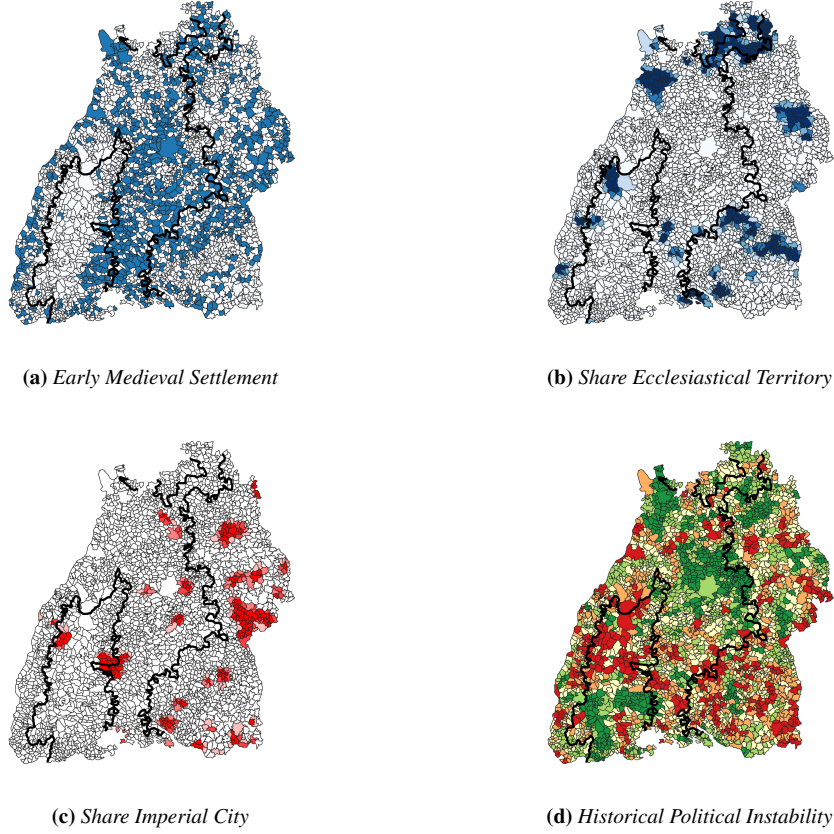 (a) Early Medieval Settlement
(b) Share Ecclesiastical Territory
(c) Share Imperial City
(d) Historical Political Instability